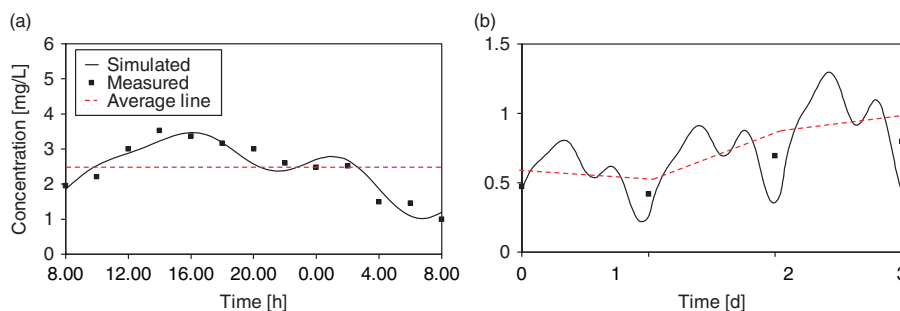 (a)
Concentration [mg/L]
6
5
4
3
2
1
0
Simulated
Measured
Average line
8.00 12.00 16.00 20.00 0.00 4.00 8.00
Time [h]
(b)
1.5
1
0.5
0
0 1 2 3
Time [d]